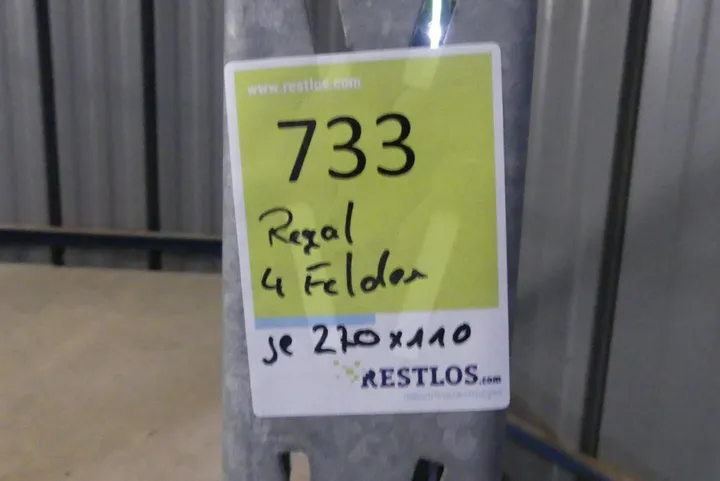 www.restlos.com
733
Regal
4 Felder
je 270x110
RESTLOS.com